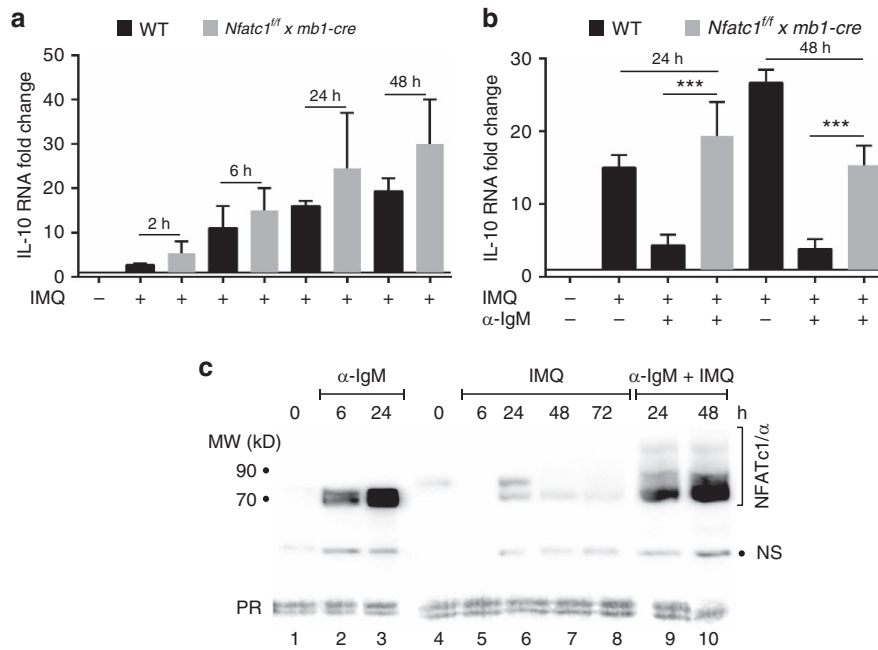 a
WT Nfatc1f/f x mb1-cre
IL-10 RNA fold change
50
40
30
20
10
0
2 h
6 h
24 h
48 h
IMQ – + + + + + + + +
b
WT Nfatc1f/f x mb1-cre
IL-10 RNA fold change
30
20
10
0
24 h
***
48 h
***
IMQ – + + + + + +
α-IgM – – + + – + +
c
α-IgM IMQ α-IgM + IMQ
0 6 24 0 6 24 48 72 24 48 h
MW (kD)
90 •
70 •
NFATc1/α
• NS
PR
1 2 3 4 5 6 7 8 9 10